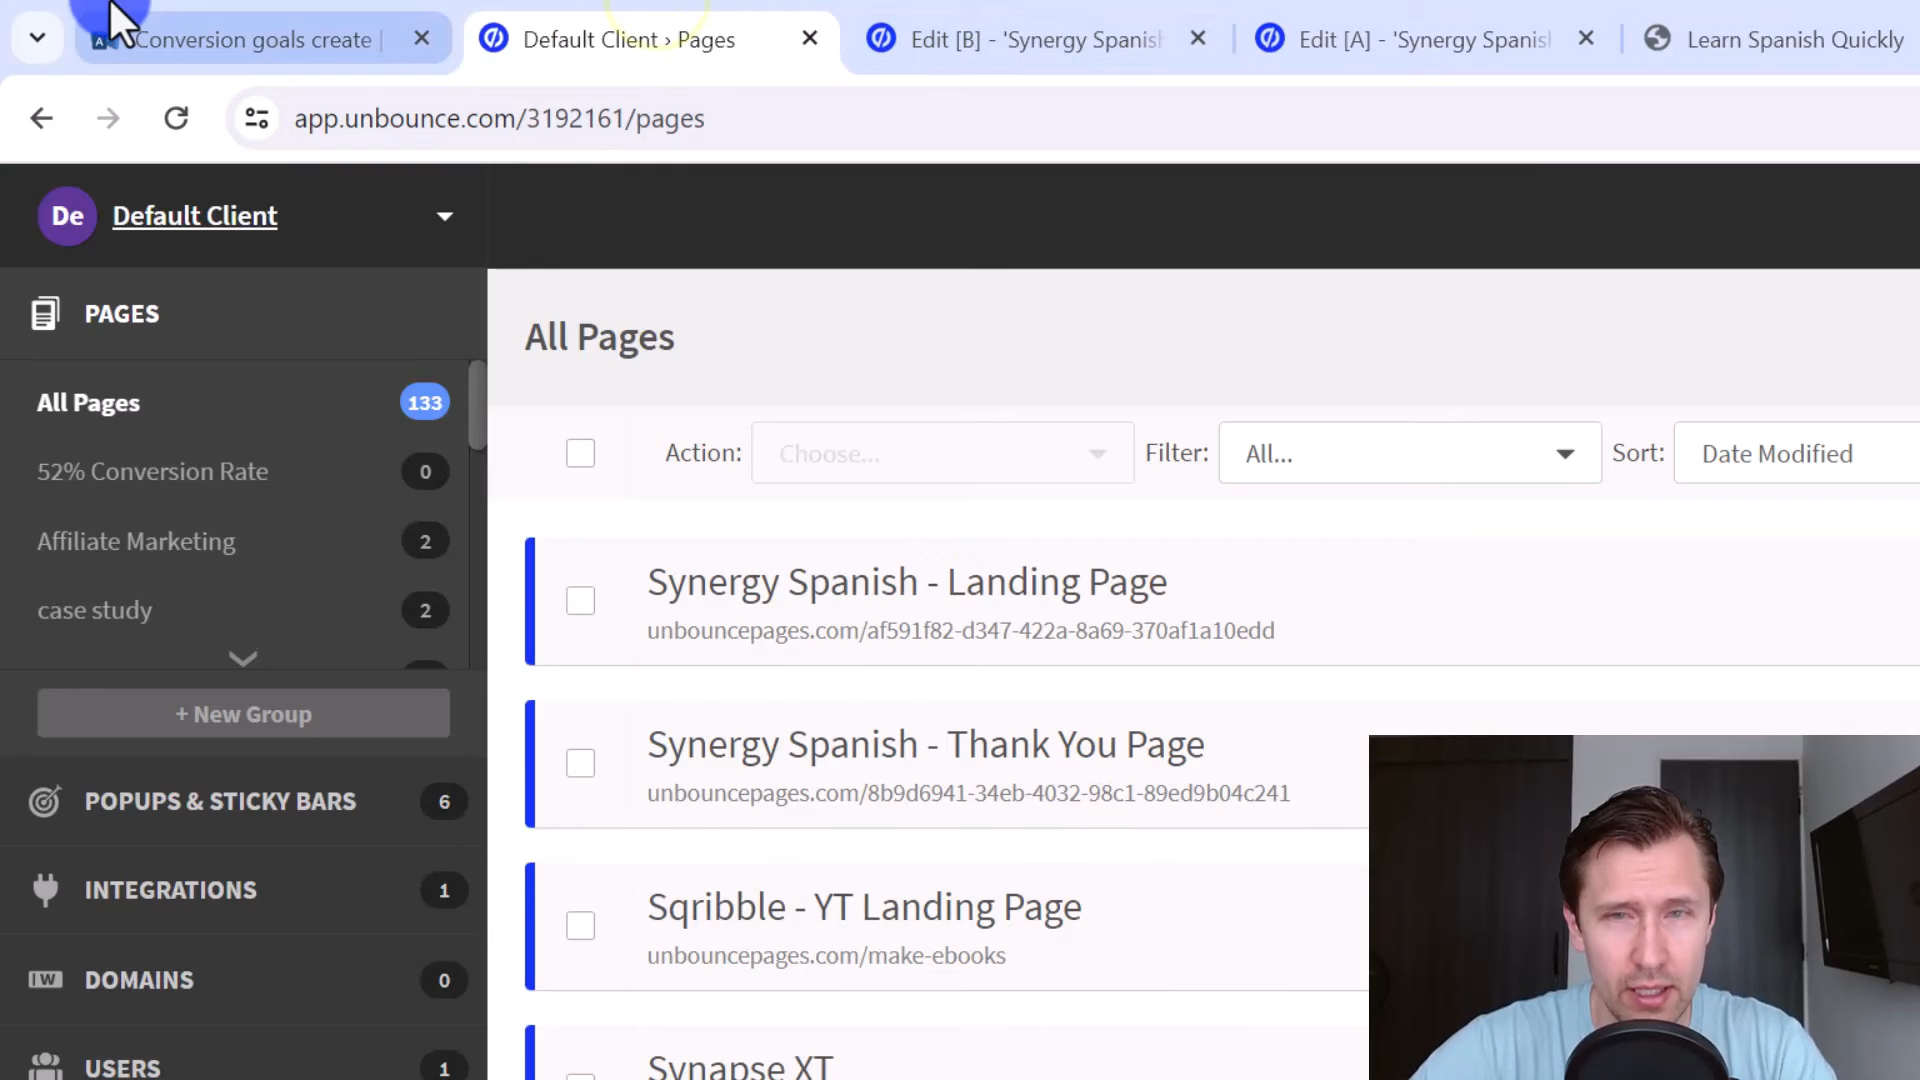 Conversion goals create |
Default Client › Pages
Edit [B] - 'Synergy Spanish
Edit [A] - 'Synergy Spanish
Learn Spanish Quickly
app.unbounce.com/3192161/pages
De Default Client
PAGES
All Pages
All Pages 133
Action: Choose... Filter: All... Sort: Date Modified
52% Conversion Rate 0
Affiliate Marketing 2
case study 2
+ New Group
Synergy Spanish - Landing Page
unbouncepages.com/af591f82-d347-422a-8a69-370af1a10edd
Synergy Spanish - Thank You Page
unbouncepages.com/8b9d6941-34eb-4032-98c1-89ed9b04c241
POPUPS & STICKY BARS 6
INTEGRATIONS 1
Sqribble - YT Landing Page
unbouncepages.com/make-ebooks
DOMAINS 0
USERS 1
Synapse XT